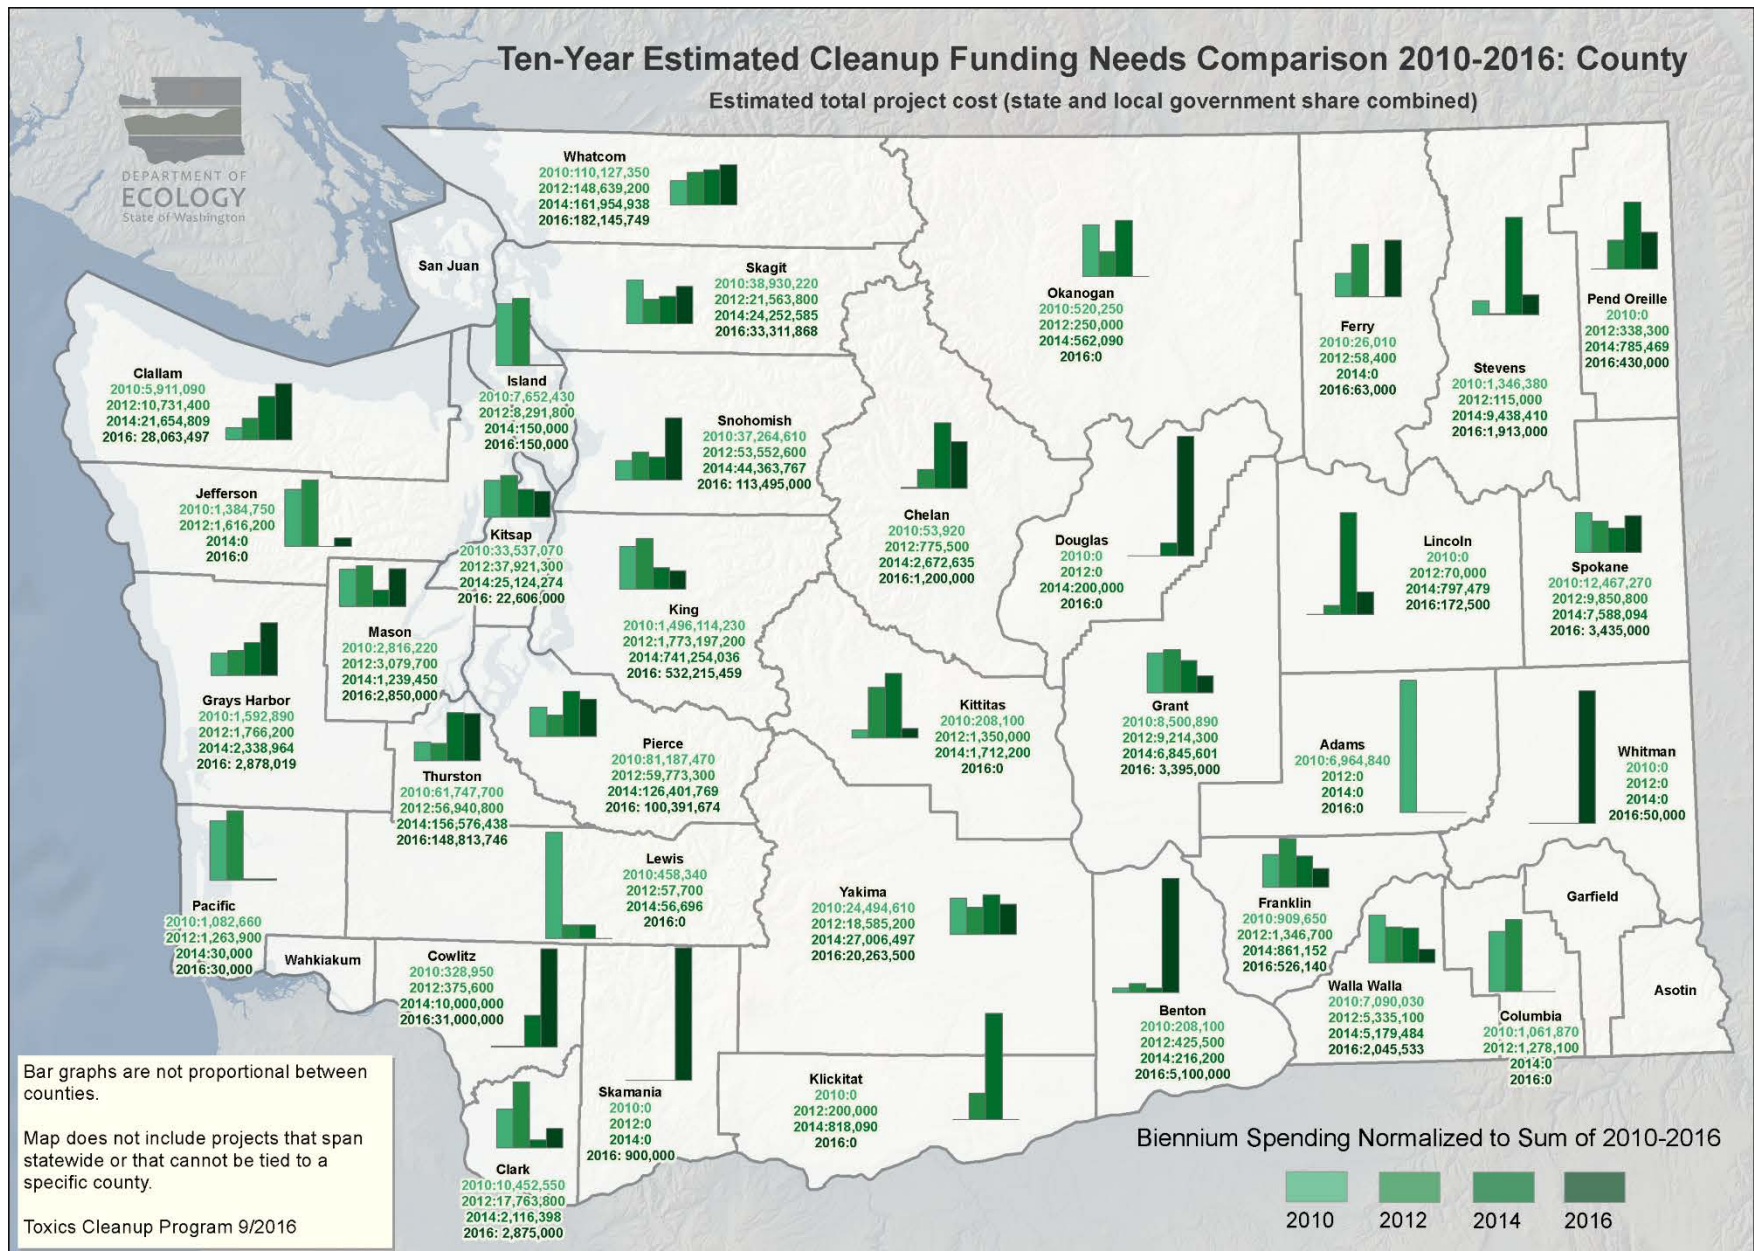 Ten-Year Estimated Cleanup Funding Needs Comparison 2010-2016: County
Estimated total project cost (state and local government share combined)
DEPARTMENT OF
ECOLOGY
State of Washington
Whatcom
2010:110,127,350
2012:148,639,200
2014:161,954,938
2016:182,145,749
San Juan
Skagit
2010:38,930,220
2012:21,563,800
2014:24,252,585
2016:33,311,868
Okanogan
2010:520,250
2012:250,000
2014:562,090
2016:0
Ferry
2010:26,010
2012:58,400
2014:0
2016:63,000
Stevens
2010:1,346,380
2012:115,000
2014:9,438,410
2016:1,913,000
Pend Oreille
2010:0
2012:338,300
2014:785,469
2016:430,000
Clallam
2010:5,911,090
2012:10,731,400
2014:21,654,809
2016: 28,063,497
Island
2010:7,652,430
2012:8,291,800
2014:150,000
2016:150,000
Snohomish
2010:37,264,610
2012:53,552,600
2014:44,363,767
2016: 113,495,000
Jefferson
2010:1,384,750
2012:1,616,200
2014:0
2016:0
Kitsap
2010:33,537,070
2012:37,921,300
2014:25,124,274
2016: 22,606,000
Chelan
2010:53,920
2012:775,500
2014:2,672,635
2016:1,200,000
Douglas
2010:0
2012:0
2014:200,000
2016:0
Lincoln
2010:0
2012:70,000
2014:797,479
2016:172,500
Spokane
2010:12,467,270
2012:9,850,800
2014:7,588,094
2016: 3,435,000
Mason
2010:2,816,220
2012:3,079,700
2014:1,239,450
2016:2,850,000
King
2010:1,496,114,230
2012:1,773,197,200
2014:741,254,036
2016: 532,215,459
Grays Harbor
2010:1,592,890
2012:1,766,200
2014:2,338,964
2016: 2,878,019
Thurston
2010:61,747,700
2012:56,940,800
2014:156,576,438
2016:148,813,746
Pierce
2010:81,187,470
2012:59,773,300
2014:126,401,769
2016: 100,391,674
Kittitas
2010:208,100
2012:1,350,000
2014:1,712,200
2016:0
Grant
2010:8,500,890
2012:9,214,300
2014:6,845,601
2016: 3,395,000
Adams
2010:6,964,840
2012:0
2014:0
2016:0
Whitman
2010:0
2012:0
2014:0
2016:50,000
Pacific
2010:1,082,660
2012:1,263,900
2014:30,000
2016:30,000
Lewis
2010:458,340
2012:57,700
2014:56,696
2016:0
Yakima
2010:24,494,610
2012:18,585,200
2014:27,006,497
2016:20,263,500
Franklin
2010:909,650
2012:1,346,700
2014:861,152
2016:526,140
Garfield
Wahkiakum
Cowlitz
2010:328,950
2012:375,600
2014:10,000,000
2016:31,000,000
Benton
2010:208,100
2012:425,500
2014:216,200
2016:5,100,000
Walla Walla
2010:7,090,030
2012:5,335,100
2014:5,179,484
2016:2,045,533
Columbia
2010:1,061,870
2012:1,278,100
2014:0
2016:0
Asotin
Skamania
2010:0
2012:0
2014:0
2016: 900,000
Klickitat
2010:0
2012:200,000
2014:818,090
2016:0
Clark
2010:10,452,550
2012:17,763,800
2014:2,116,398
2016: 2,875,000
Bar graphs are not proportional between
counties.
Map does not include projects that span
statewide or that cannot be tied to a
specific county.
Toxics Cleanup Program 9/2016
Biennium Spending Normalized to Sum of 2010-2016
2010 2012 2014 2016